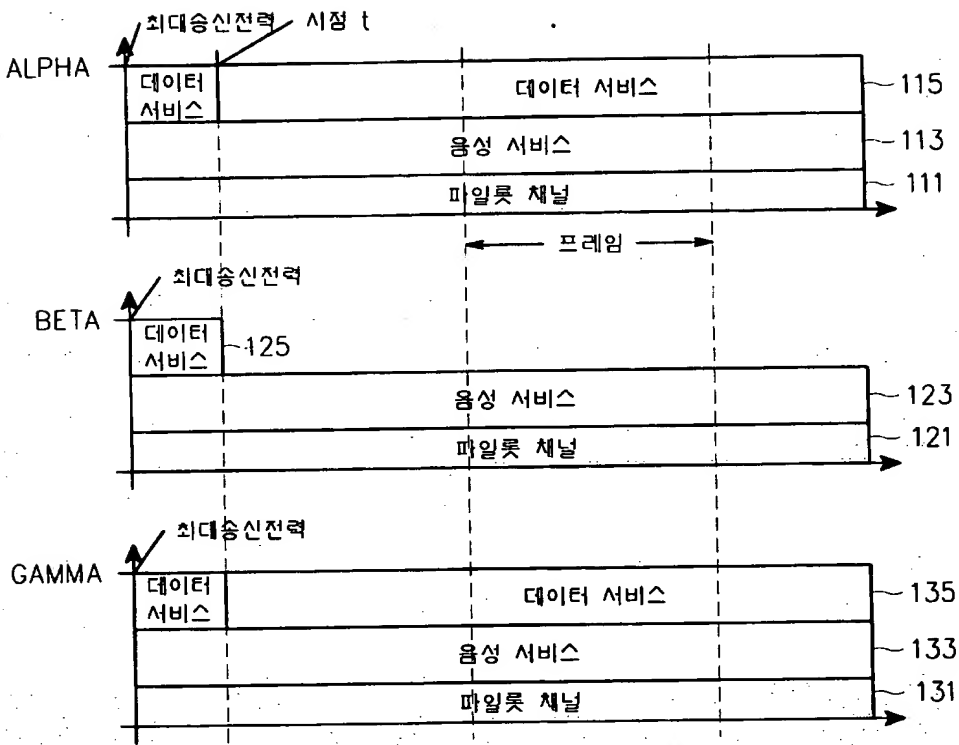 최대송신전력 시점 t
ALPHA
데이터
서비스
데이터 서비스
115
음성 서비스
113
파일롯 채널
111
프레임
최대송신전력
BETA
데이터
서비스
125
음성 서비스
123
파일롯 채널
121
최대송신전력
GAMMA
데이터
서비스
데이터 서비스
135
음성 서비스
133
파일롯 채널
131